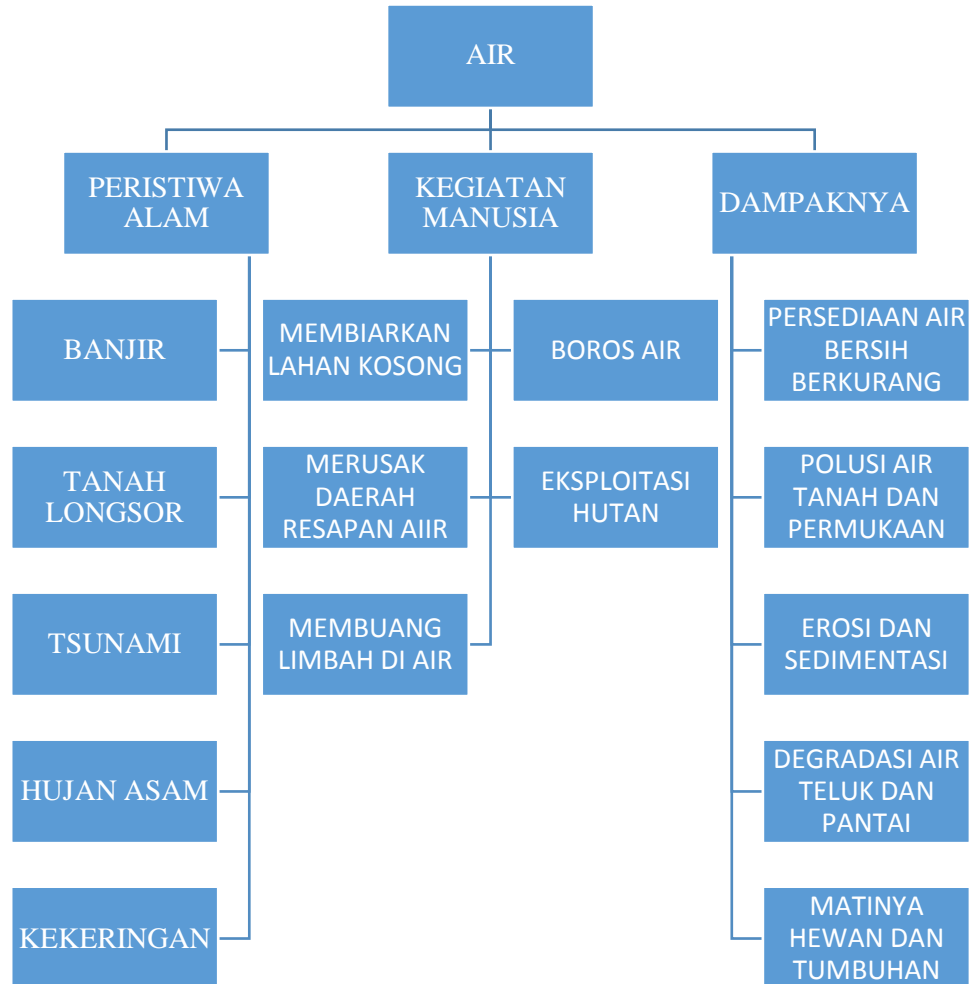 AIR
PERISTIWA
ALAM
KEGIATAN
MANUSIA
DAMPAKNYA
BANJIR
TANAH
LONGSOR
TSUNAMI
HUJAN ASAM
KEKERINGAN
MEMBIARKAN
LAHAN KOSONG
BOROS AIR
MERUSAK
DAERAH
RESAPAN AIIR
EKSPLOITASI
HUTAN
MEMBUANG
LIMBAH DI AIR
PERSEDIAAN AIR
BERSIH
BERKURANG
POLUSI AIR
TANAH DAN
PERMUKAAN
EROSI DAN
SEDIMENTASI
DEGRADASI AIR
TELUK DAN
PANTAI
MATINYA
HEWAN DAN
TUMBUHAN